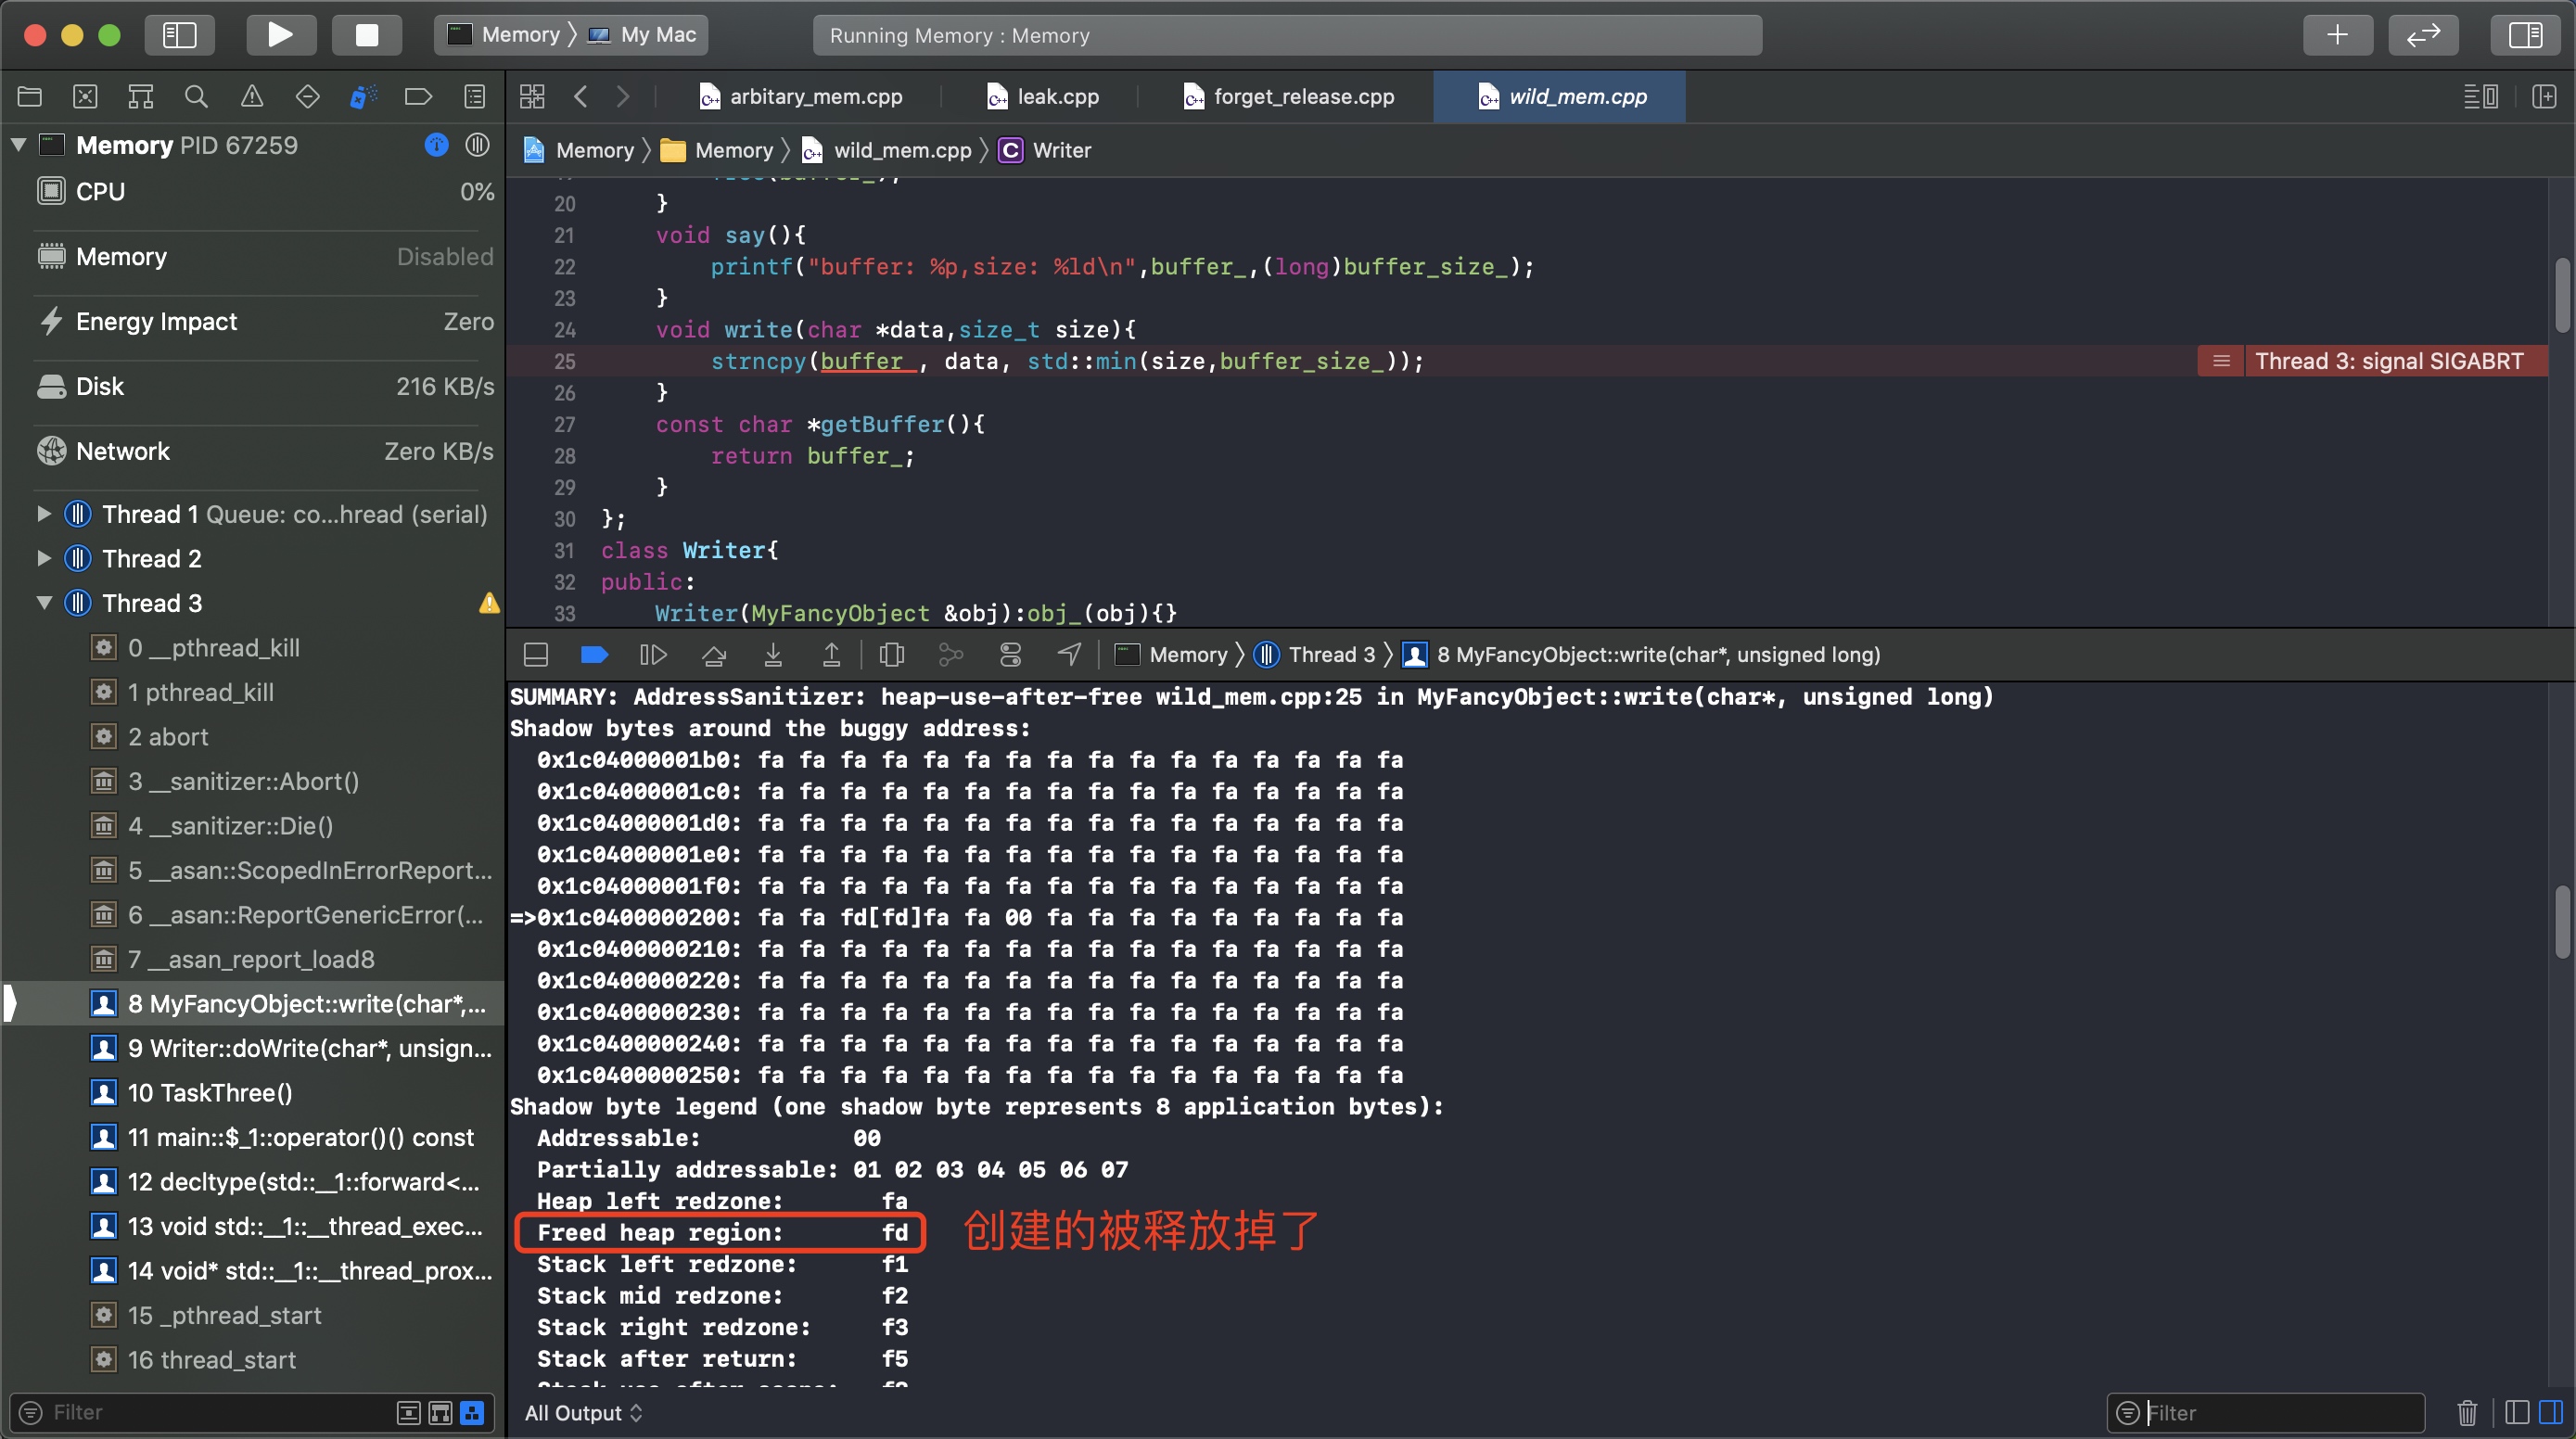 Memory 〉 My Mac
Running Memory : Memory
arbitary_mem.cpp
leak.cpp
forget_release.cpp
wild_mem.cpp
Memory PID 67259
CPU 0%
Memory Disabled
Energy Impact Zero
Disk 216 KB/s
Network Zero KB/s
Thread 1 Queue: co...hread (serial)
Thread 2
Thread 3
0 __pthread_kill
1 pthread_kill
2 abort
3 __sanitizer::Abort()
4 __sanitizer::Die()
5 __asan::ScopedInErrorReport...
6 __asan::ReportGenericError(...
7 __asan_report_load8
8 MyFancyObject::write(char*,...
9 Writer::doWrite(char*, unsign...
10 TaskThree()
11 main::$_1::operator()() const
12 decltype(std::__1::forward<...
13 void std::__1::__thread_exec...
14 void* std::__1::__thread_prox...
15 _pthread_start
16 thread_start
Filter
Memory 〉 Memory 〉 wild_mem.cpp 〉 C Writer
20 }
21 void say(){
22 printf("buffer: %p,size: %ld\n",buffer_,(long)buffer_size_);
23 }
24 void write(char *data,size_t size){
25 strncpy(buffer_, data, std::min(size,buffer_size_));
Thread 3: signal SIGABRT
26 }
27 const char *getBuffer(){
28 return buffer_;
29 }
30 };
31 class Writer{
32 public:
33 Writer(MyFancyObject &obj):obj_(obj){}
Memory 〉 Thread 3 〉 8 MyFancyObject::write(char*, unsigned long)
SUMMARY: AddressSanitizer: heap-use-after-free wild_mem.cpp:25 in MyFancyObject::write(char*, unsigned long)
Shadow bytes around the buggy address:
0x1c04000001b0: fa fa fa fa fa fa fa fa fa fa fa fa fa fa fa fa
0x1c04000001c0: fa fa fa fa fa fa fa fa fa fa fa fa fa fa fa fa
0x1c04000001d0: fa fa fa fa fa fa fa fa fa fa fa fa fa fa fa fa
0x1c04000001e0: fa fa fa fa fa fa fa fa fa fa fa fa fa fa fa fa
0x1c04000001f0: fa fa fa fa fa fa fa fa fa fa fa fa fa fa fa fa
=>0x1c0400000200: fa fa fd[fd]fa fa 00 fa fa fa fa fa fa fa fa fa
0x1c0400000210: fa fa fa fa fa fa fa fa fa fa fa fa fa fa fa fa
0x1c0400000220: fa fa fa fa fa fa fa fa fa fa fa fa fa fa fa fa
0x1c0400000230: fa fa fa fa fa fa fa fa fa fa fa fa fa fa fa fa
0x1c0400000240: fa fa fa fa fa fa fa fa fa fa fa fa fa fa fa fa
0x1c0400000250: fa fa fa fa fa fa fa fa fa fa fa fa fa fa fa fa
Shadow byte legend (one shadow byte represents 8 application bytes):
Addressable: 00
Partially addressable: 01 02 03 04 05 06 07
Heap left redzone: fa
Freed heap region: fd
创建的被释放掉了
Stack left redzone: f1
Stack mid redzone: f2
Stack right redzone: f3
Stack after return: f5
All Output
Filter